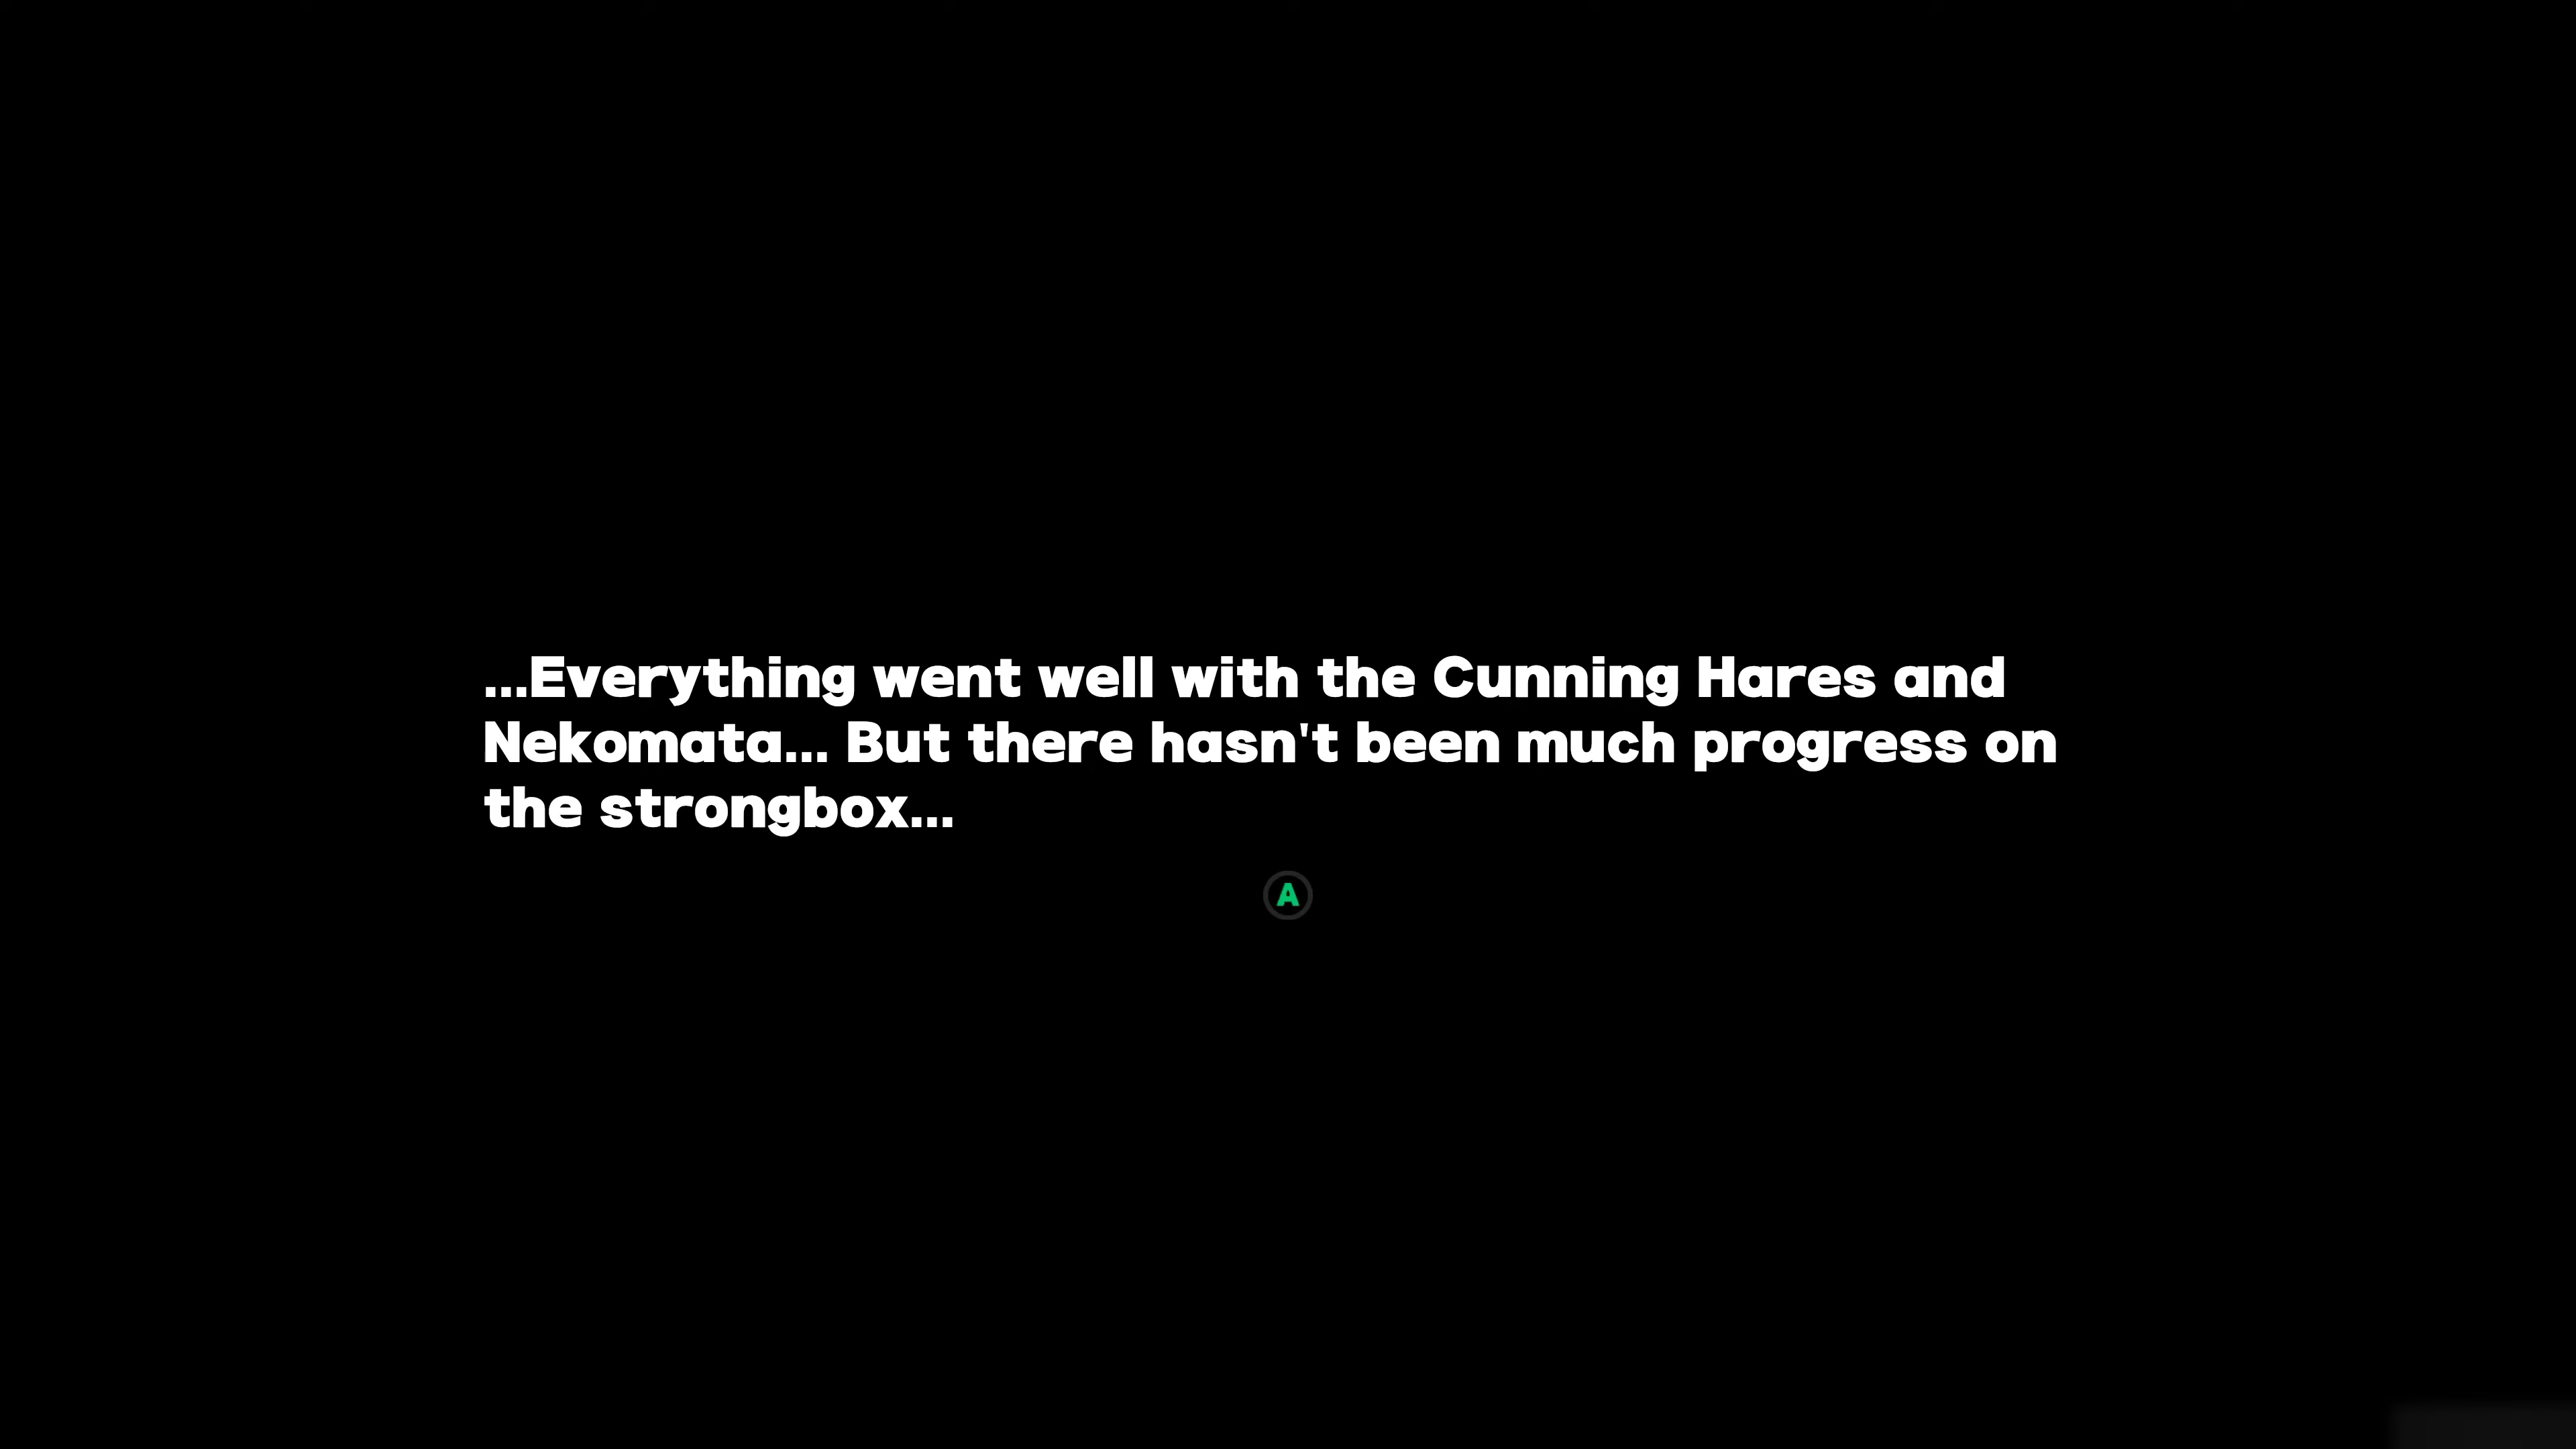 ...Everything went well with the Cunning Hares and
Nekomata... But there hasn't been much progress on
the strongbox...
A